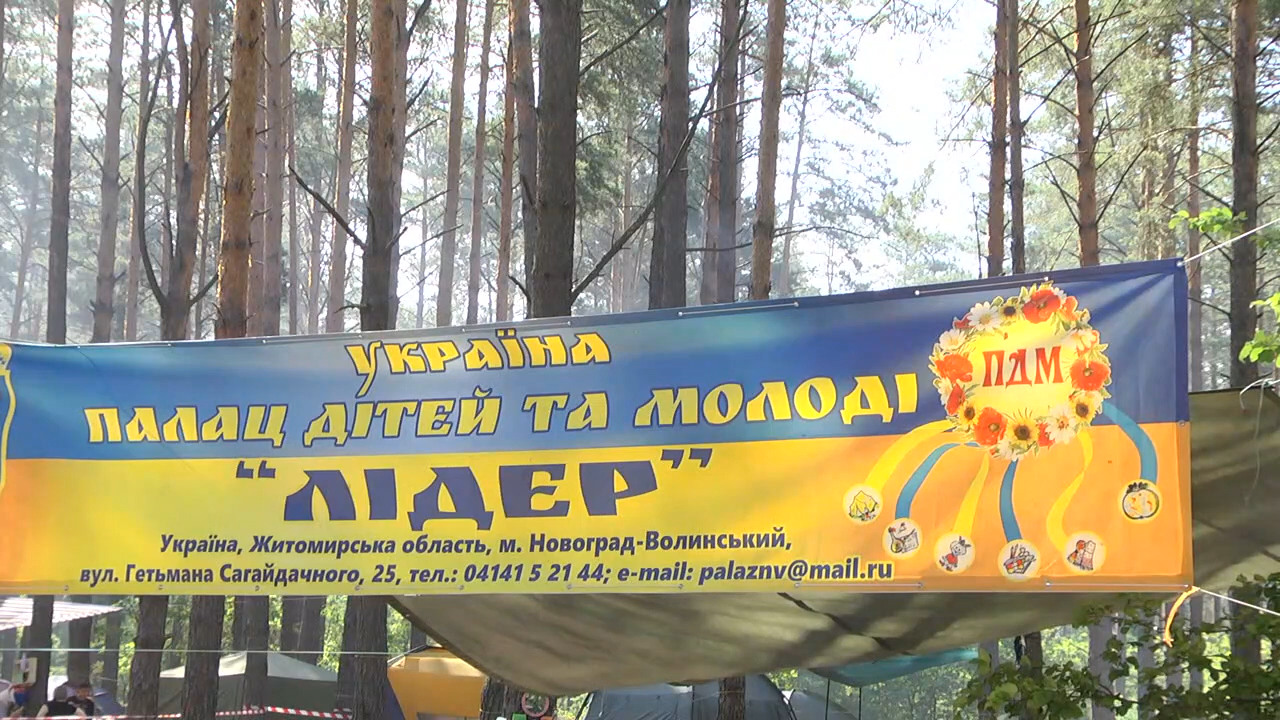 УКРАЇНА
ПАЛАЦ ДІТЕЙ ТА МОЛОДІ
“ЛІДЕР”
Україна, Житомирська область, м. Новоград-Волинський,
вул. Гетьмана Сагайдачного, 25, тел.: 04141 5 21 44; e-mail: palaznv@mail.ru
ПДМ